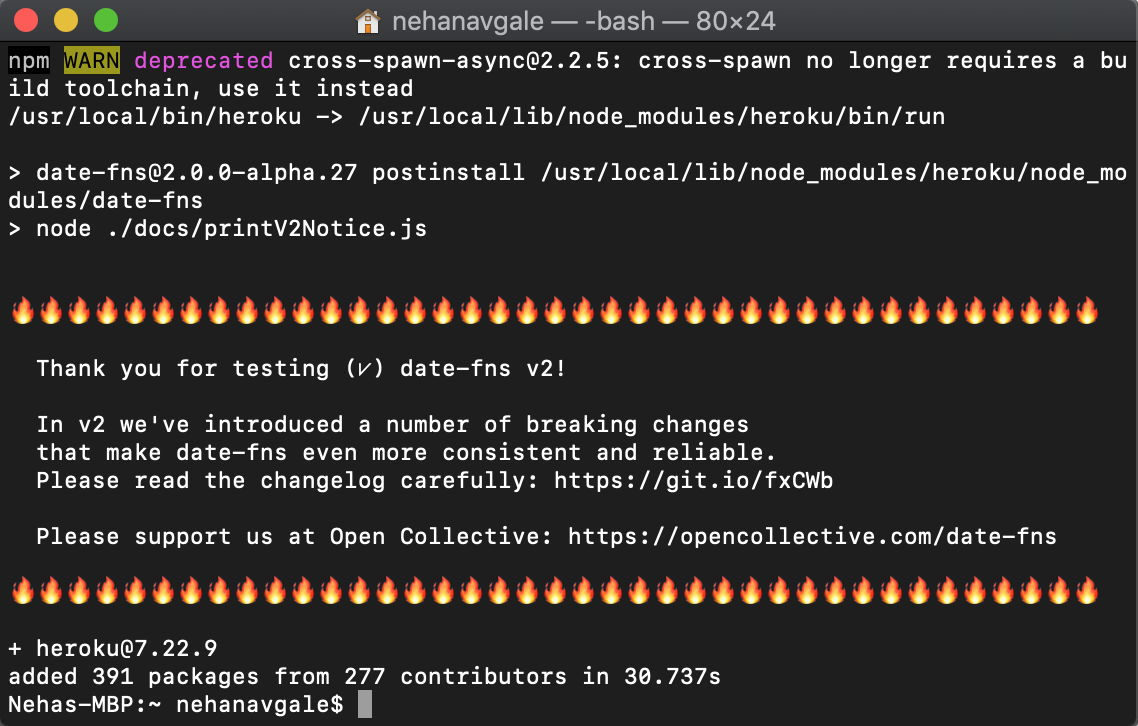 nehanavgale — -bash — 80×24
npm WARN deprecated cross-spawn-async@2.2.5: cross-spawn no longer requires a bu
ild toolchain, use it instead
/usr/local/bin/heroku -> /usr/local/lib/node_modules/heroku/bin/run
> date-fns@2.0.0-alpha.27 postinstall /usr/local/lib/node_modules/heroku/node_mo
dules/date-fns
> node ./docs/printV2Notice.js
🔥🔥🔥🔥🔥🔥🔥🔥🔥🔥🔥🔥🔥🔥🔥🔥🔥🔥🔥🔥🔥🔥🔥🔥🔥🔥🔥🔥🔥🔥🔥🔥🔥🔥🔥🔥🔥🔥🔥
Thank you for testing (✓) date-fns v2!
In v2 we've introduced a number of breaking changes
that make date-fns even more consistent and reliable.
Please read the changelog carefully: https://git.io/fxCWb
Please support us at Open Collective: https://opencollective.com/date-fns
🔥🔥🔥🔥🔥🔥🔥🔥🔥🔥🔥🔥🔥🔥🔥🔥🔥🔥🔥🔥🔥🔥🔥🔥🔥🔥🔥🔥🔥🔥🔥🔥🔥🔥🔥🔥🔥🔥🔥
+ heroku@7.22.9
added 391 packages from 277 contributors in 30.737s
Nehas-MBP:~ nehanavgale$